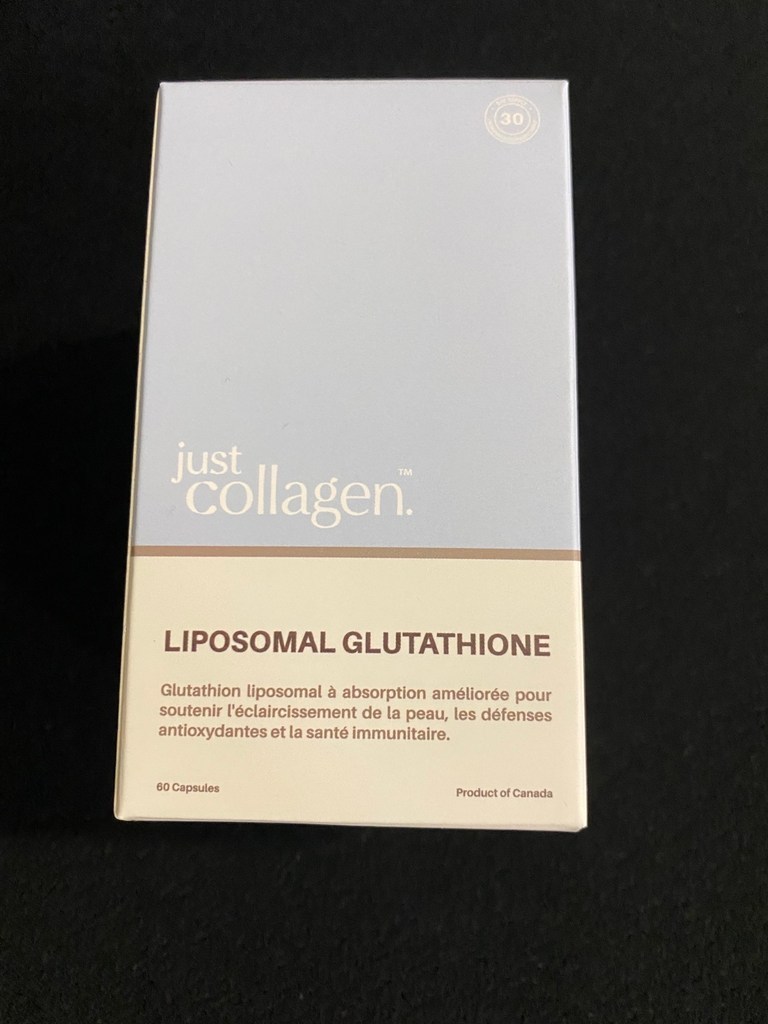 30
just
collagen.™
LIPOSOMAL GLUTATHIONE
Glutathion liposomal à absorption améliorée pour
soutenir l'éclaircissement de la peau, les défenses
antioxydantes et la santé immunitaire.
60 Capsules
Product of Canada